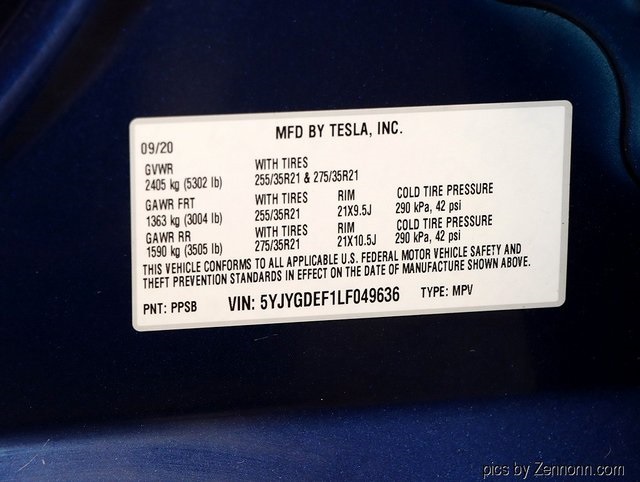 MFD BY TESLA, INC.
09/20
GVWR WITH TIRES
2405 kg (5302 lb) 255/35R21 & 275/35R21
GAWR FRT WITH TIRES RIM COLD TIRE PRESSURE
1363 kg (3004 lb) 255/35R21 21X9.5J 290 kPa, 42 psi
GAWR RR WITH TIRES RIM COLD TIRE PRESSURE
1590 kg (3505 lb) 275/35R21 21X10.5J 290 kPa, 42 psi
THIS VEHICLE CONFORMS TO ALL APPLICABLE U.S. FEDERAL MOTOR VEHICLE SAFETY AND
THEFT PREVENTION STANDARDS IN EFFECT ON THE DATE OF MANUFACTURE SHOWN ABOVE.
PNT: PPSB VIN: 5YJYGDEF1LF049636 TYPE: MPV
pics by Zennonn.com